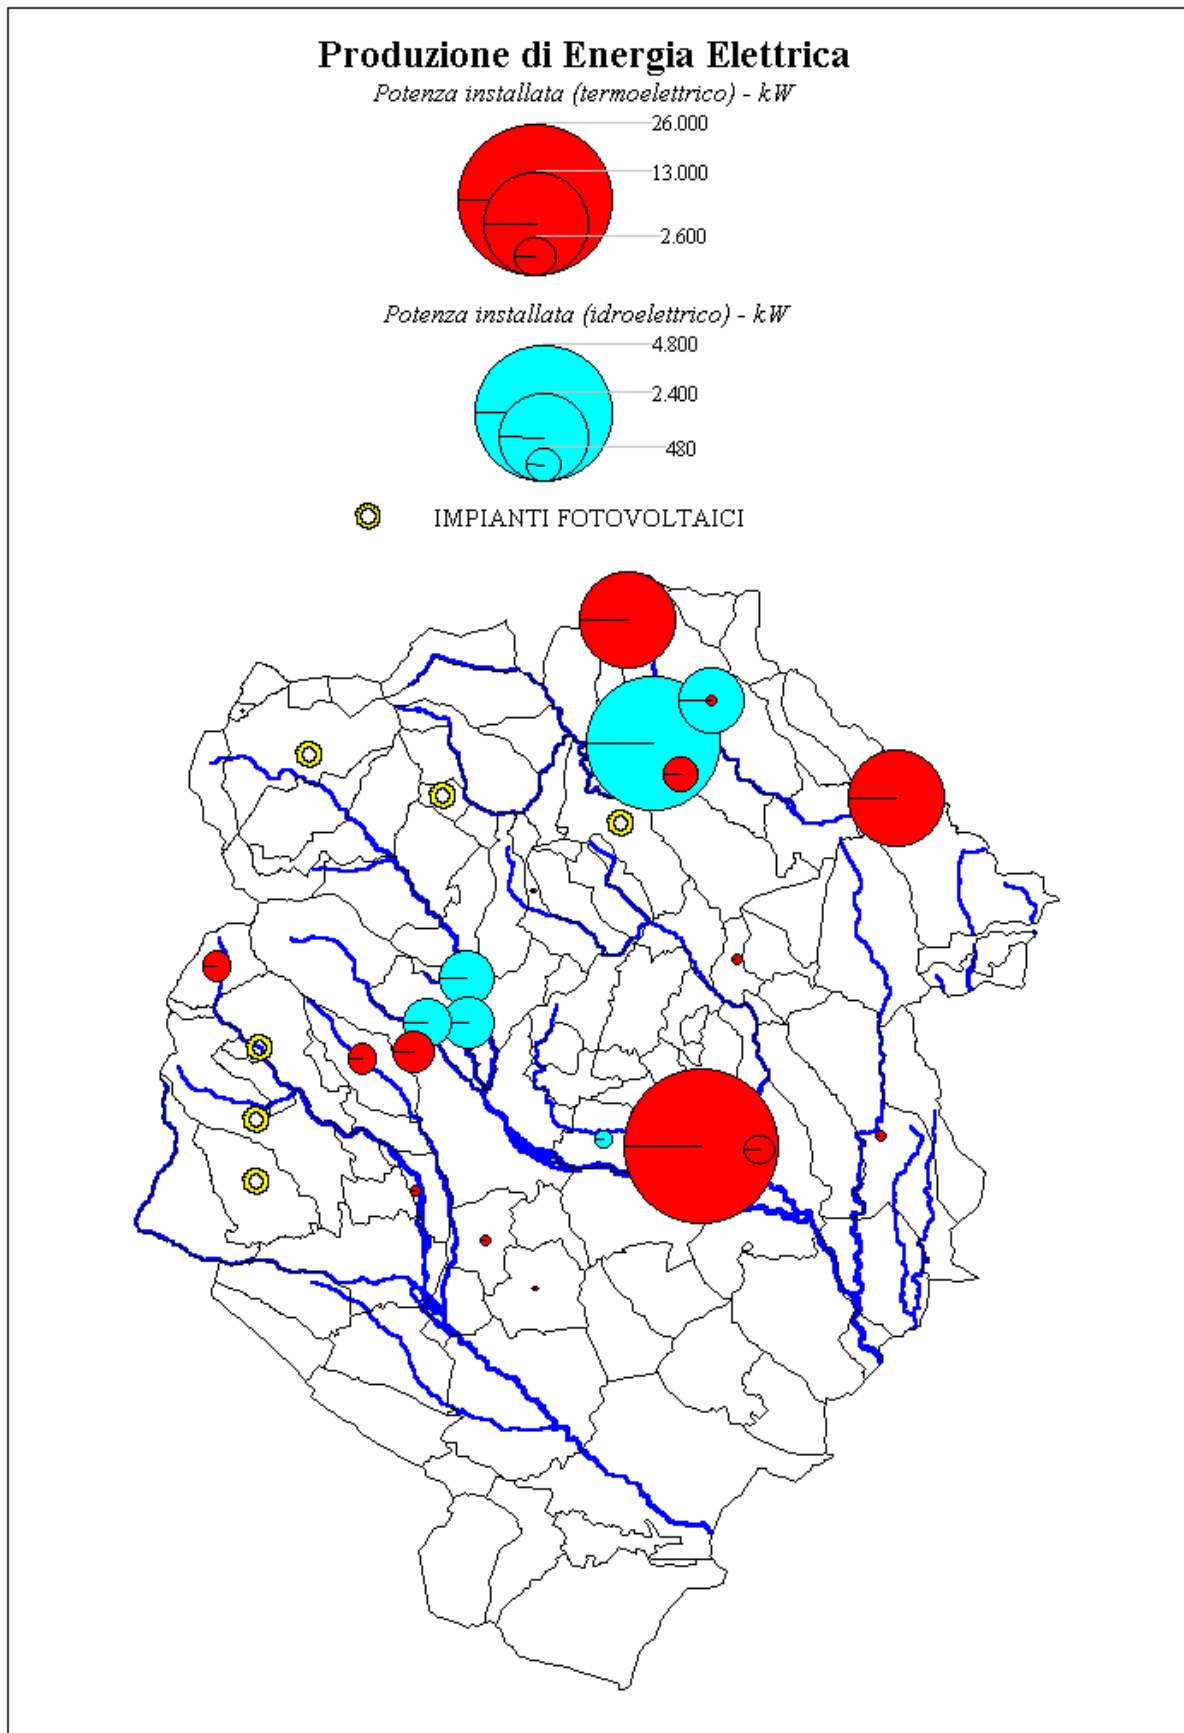 Produzione di Energia Elettrica
Potenza installata (termoelettrico) - kW
26.000
13.000
2.600
Potenza installata (idroelettrico) - kW
4.800
2.400
480
IMPIANTI FOTOVOLTAICI